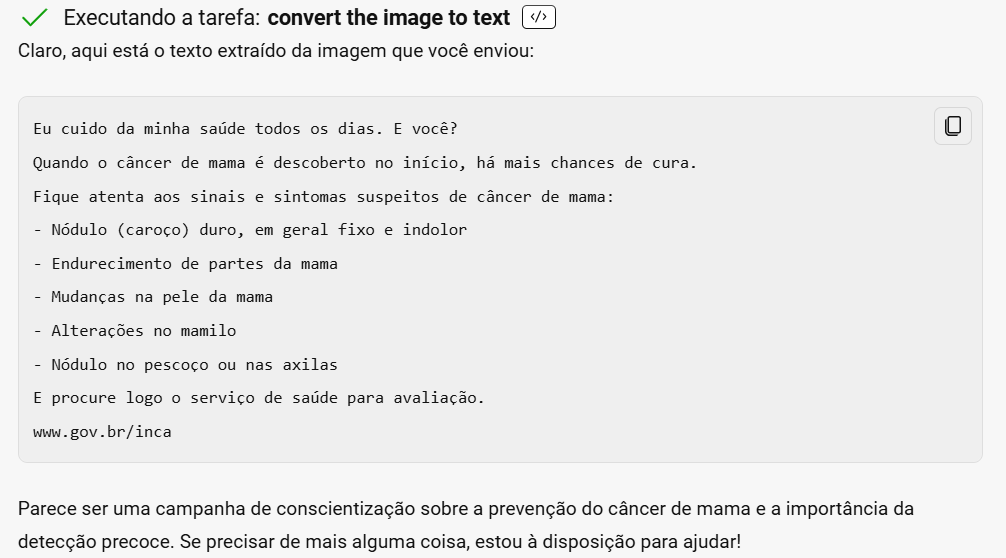 Executando a tarefa: convert the image to text </>
Claro, aqui está o texto extraído da imagem que você enviou:
Eu cuido da minha saúde todos os dias. E você?
Quando o câncer de mama é descoberto no início, há mais chances de cura.
Fique atenta aos sinais e sintomas suspeitos de câncer de mama:
- Nódulo (caroço) duro, em geral fixo e indolor
- Endurecimento de partes da mama
- Mudanças na pele da mama
- Alterações no mamilo
- Nódulo no pescoço ou nas axilas
E procure logo o serviço de saúde para avaliação.
www.gov.br/inca
Parece ser uma campanha de conscientização sobre a prevenção do câncer de mama e a importância da
detecção precoce. Se precisar de mais alguma coisa, estou à disposição para ajudar!